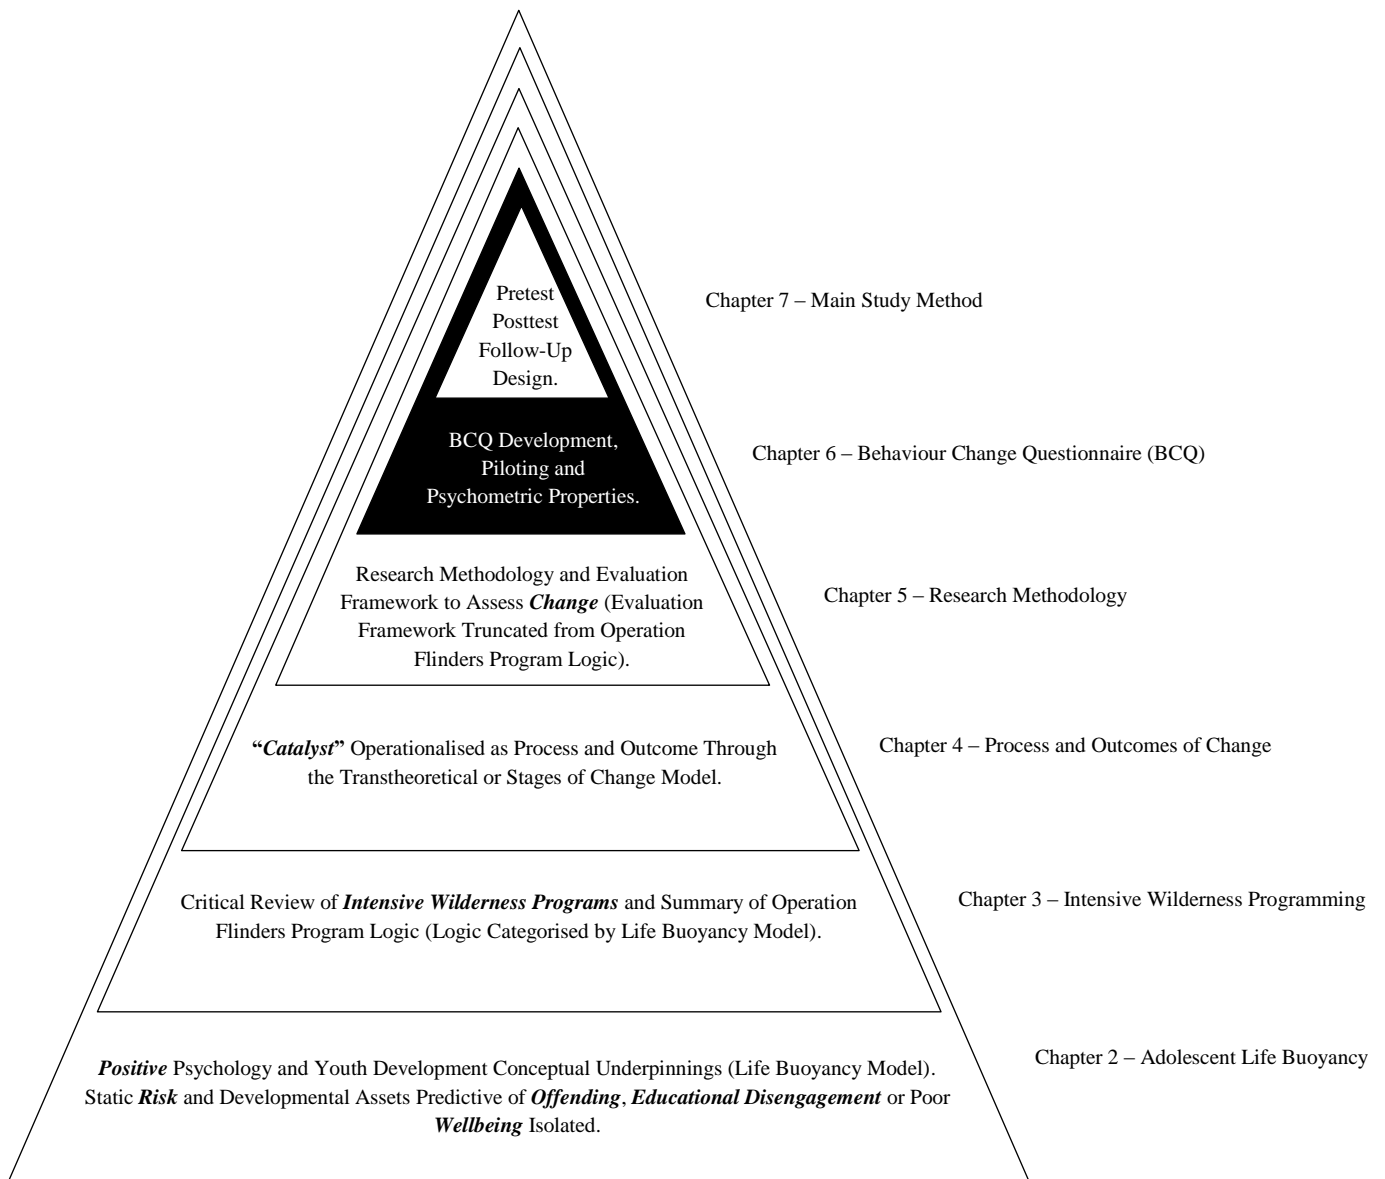 Pretest
Posttest
Follow-Up
Design.
Chapter 7 – Main Study Method
BCQ Development,
Piloting and
Psychometric Properties.
Chapter 6 – Behaviour Change Questionnaire (BCQ)
Research Methodology and Evaluation
Framework to Assess Change (Evaluation
Framework Truncated from Operation
Flinders Program Logic).
Chapter 5 – Research Methodology
“Catalyst” Operationalised as Process and Outcome Through
the Transtheoretical or Stages of Change Model.
Chapter 4 – Process and Outcomes of Change
Critical Review of Intensive Wilderness Programs and Summary of Operation
Flinders Program Logic (Logic Categorised by Life Buoyancy Model).
Chapter 3 – Intensive Wilderness Programming
Positive Psychology and Youth Development Conceptual Underpinnings (Life Buoyancy Model).
Static Risk and Developmental Assets Predictive of Offending, Educational Disengagement or Poor
Wellbeing Isolated.
Chapter 2 – Adolescent Life Buoyancy